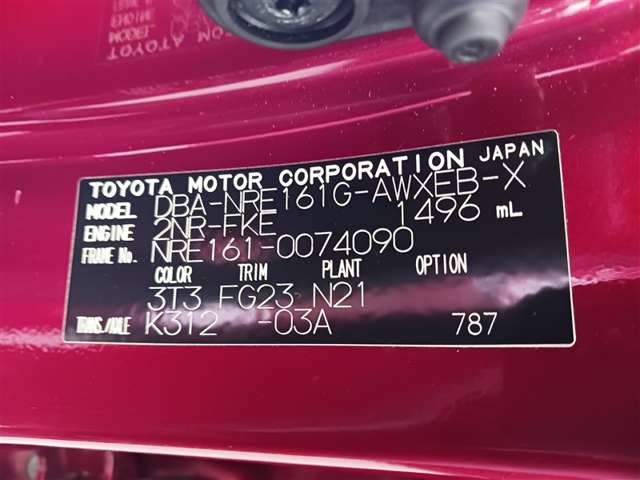 TOYOTA MOTOR CORPORATION JAPAN
MODEL DBA-NRE161G-AWXEB-X
ENGINE 2NR-FKE 1496 mL
FRAME No. NRE161-0074090
COLOR TRIM PLANT OPTION
3T3 FG23 N21
TRANS./AXLE K312 -03A 787